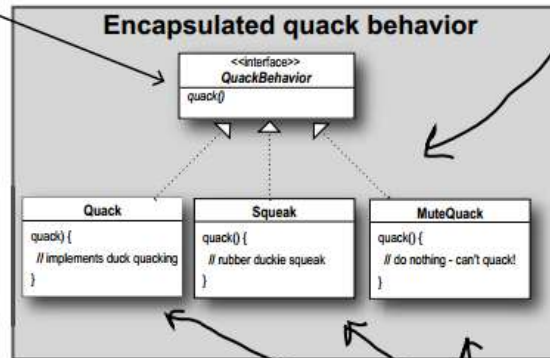 Encapsulated quack behavior
<<interface>>
QuackBehavior
quack()
Quack
quack) {
// implements duck quacking
}
Squeak
quack() {
// rubber duckie squeak
}
MuteQuack
quack() {
// do nothing - can't quack!
}